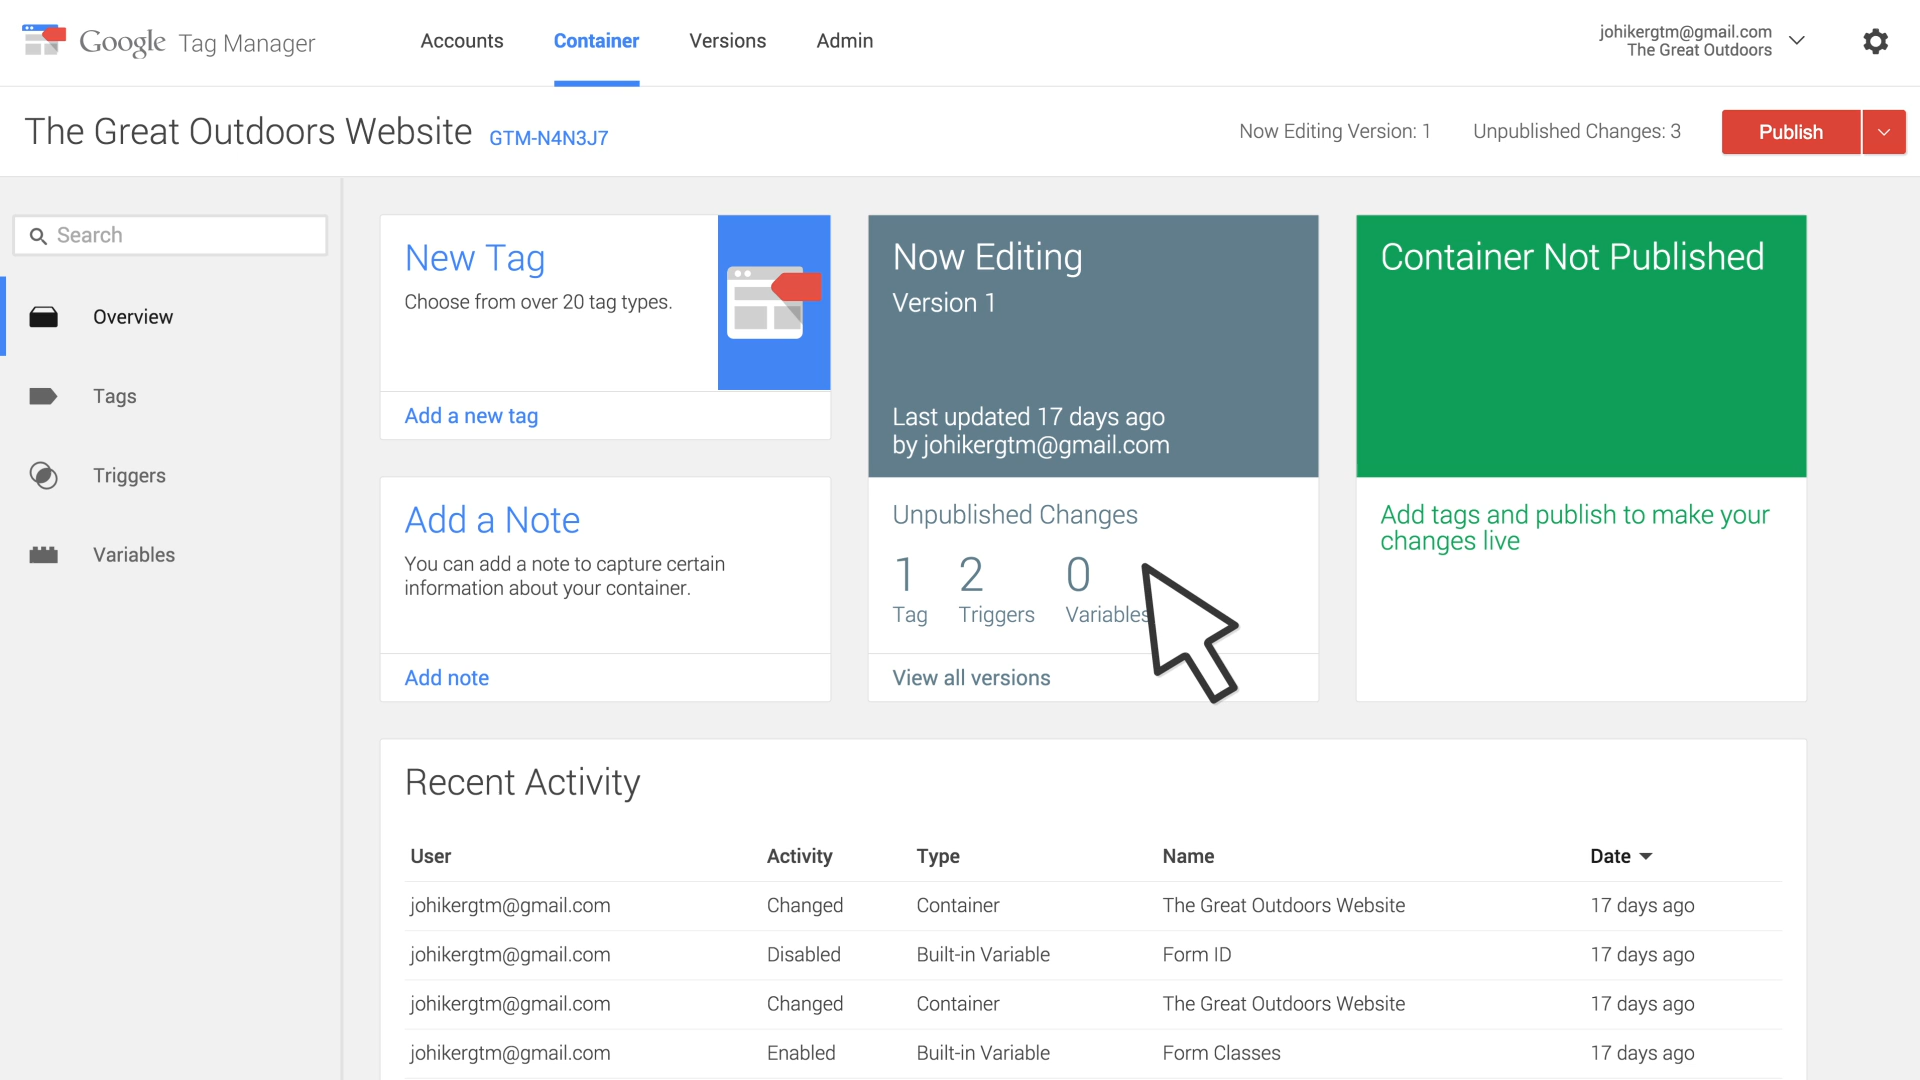 Google Tag Manager
Accounts
Container
Versions
Admin
johikergtm@gmail.com
The Great Outdoors
The Great Outdoors Website GTM-N4N3J7
Now Editing Version: 1
Unpublished Changes: 3
Publish
Search
Overview
Tags
Triggers
Variables
New Tag
Choose from over 20 tag types.
Add a new tag
Add a Note
You can add a note to capture certain
information about your container.
Add note
Now Editing
Version 1
Last updated 17 days ago
by johikergtm@gmail.com
Unpublished Changes
1 2 0
Tag Triggers Variables
View all versions
Container Not Published
Add tags and publish to make your
changes live
Recent Activity
User Activity Type Name Date
johikergtm@gmail.com Changed Container The Great Outdoors Website 17 days ago
johikergtm@gmail.com Disabled Built-in Variable Form ID 17 days ago
johikergtm@gmail.com Changed Container The Great Outdoors Website 17 days ago
johikergtm@gmail.com Enabled Built-in Variable Form Classes 17 days ago